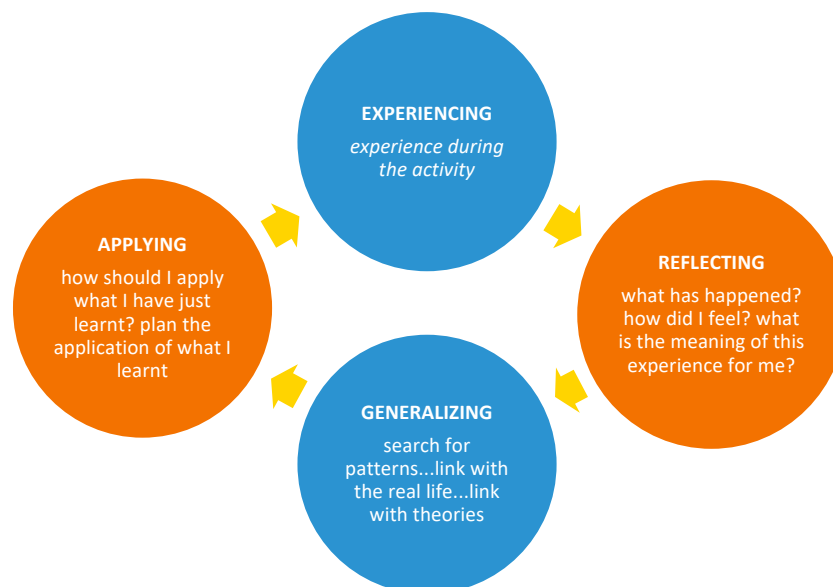 EXPERIENCING
experience during
the activity
REFLECTING
what has happened?
how did I feel? what
is the meaning of this
experience for me?
GENERALIZING
search for
patterns...link with
the real life...link
with theories
APPLYING
how should I apply
what I have just
learnt? plan the
application of what I
learnt